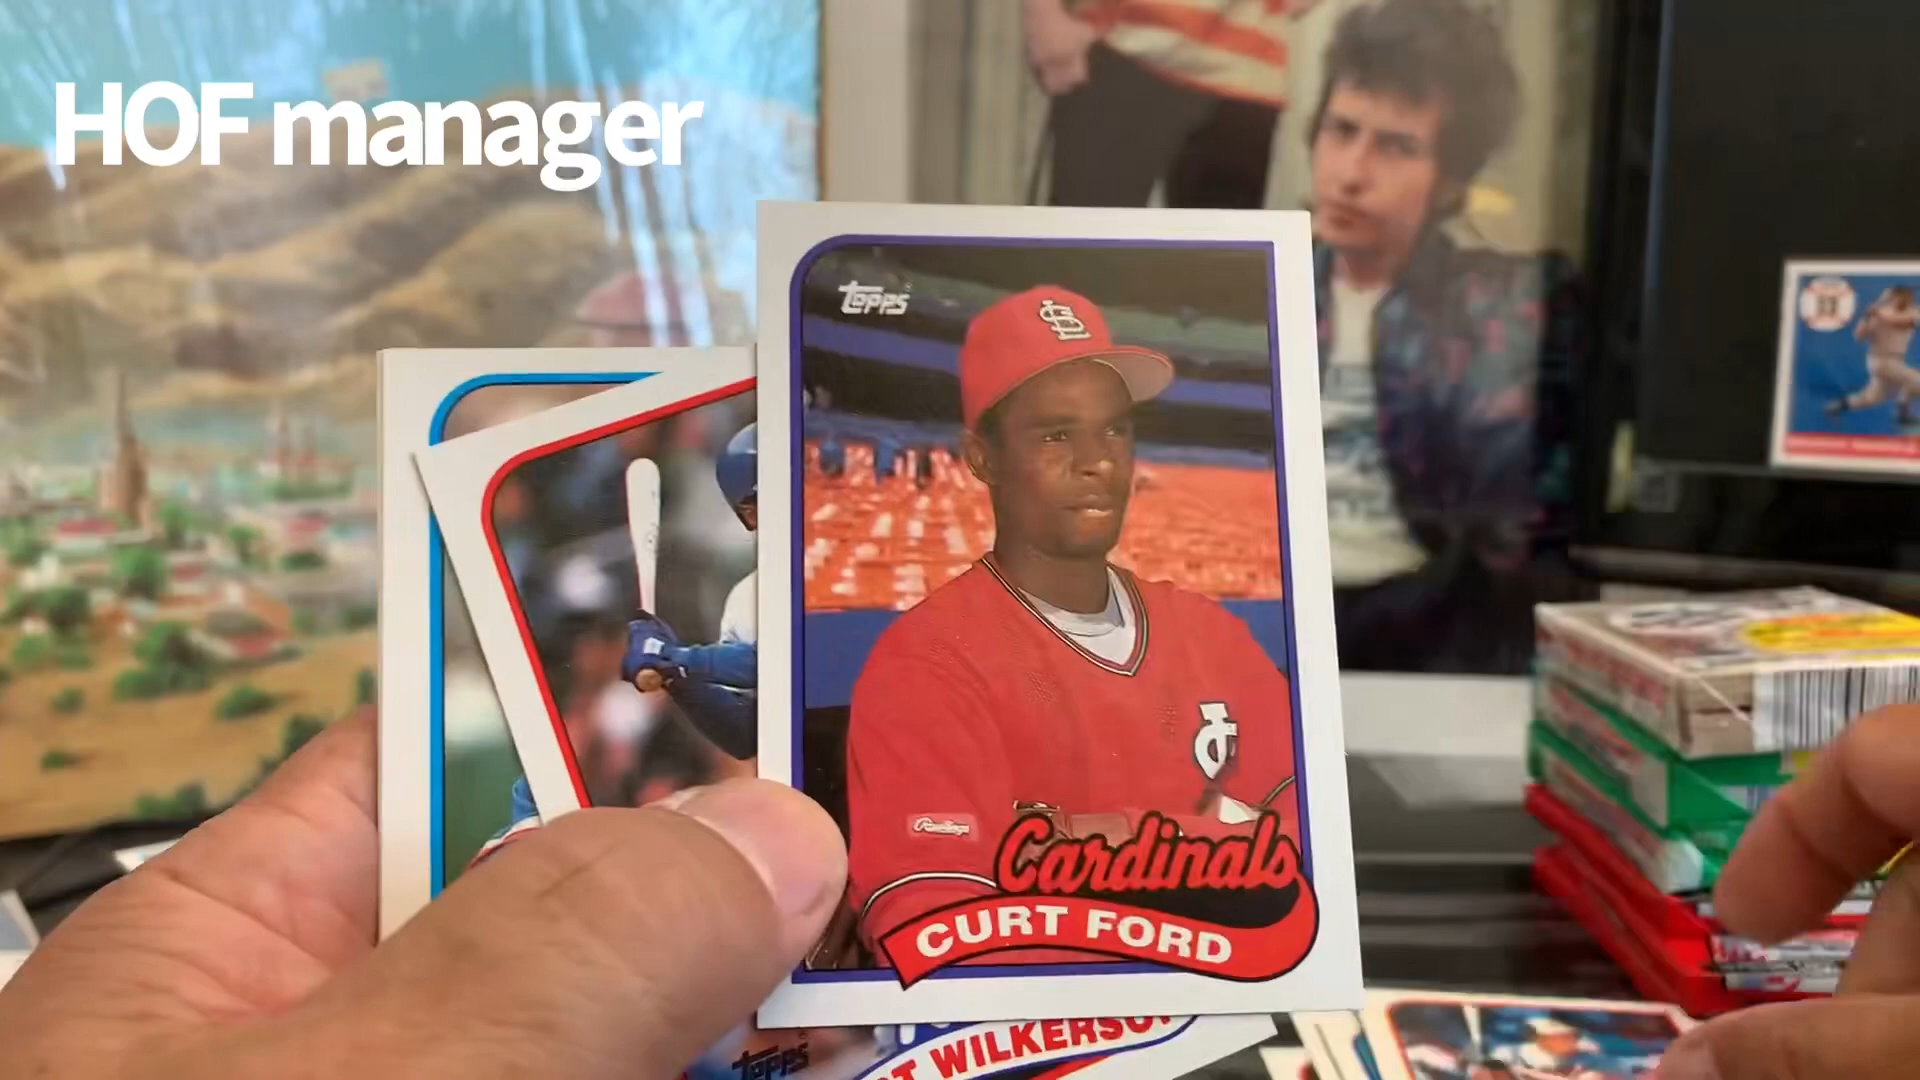 HOF manager
Topps
Rawlings
Cardinals
CURT FORD
T WILKERSO
Topps